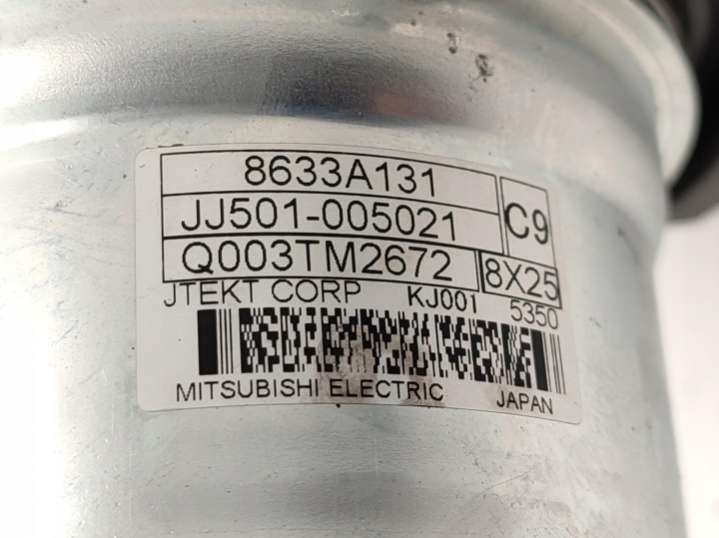 8633A131
JJ501-005021
C9
Q003TM2672
8X25
JTEKT CORP KJ001 5350
MITSUBISHI ELECTRIC JAPAN